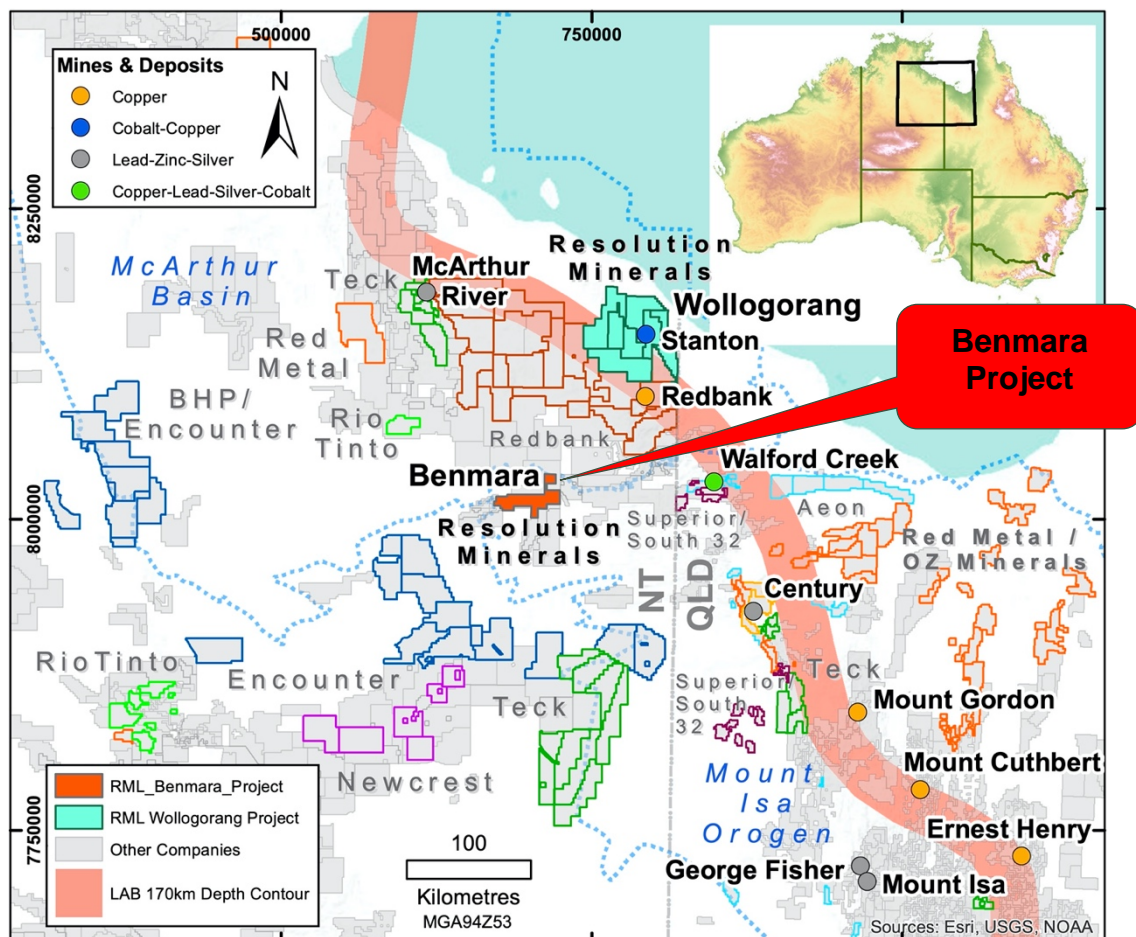 500000
750000
Mines & Deposits
Copper
Cobalt-Copper
Lead-Zinc-Silver
Copper-Lead-Silver-Cobalt
N
8250000
8000000
7750000
McArthur
Basin
Teck
McArthur
River
Resolution
Minerals
Wollogorang
Stanton
Red
Metal
Redbank
Benmara
Project
BHP/
Encounter
Rio
Tinto
Redbank
Benmara
Walford Creek
Resolution
Minerals
Superior/
South 32
Aeon
Red Metal /
OZ Minerals
NT
QLD
Century
Rio Tinto
Encounter
Teck
Superior/
South
32
Teck
Mount Gordon
Newcrest
Mount
Isa
Orogen
Mount Cuthbert
Ernest Henry
George Fisher
Mount Isa
RML_Benmara_Project
RML Wollogorang Project
Other Companies
LAB 170km Depth Contour
100
Kilometres
MGA94Z53
Sources: Esri, USGS, NOAA